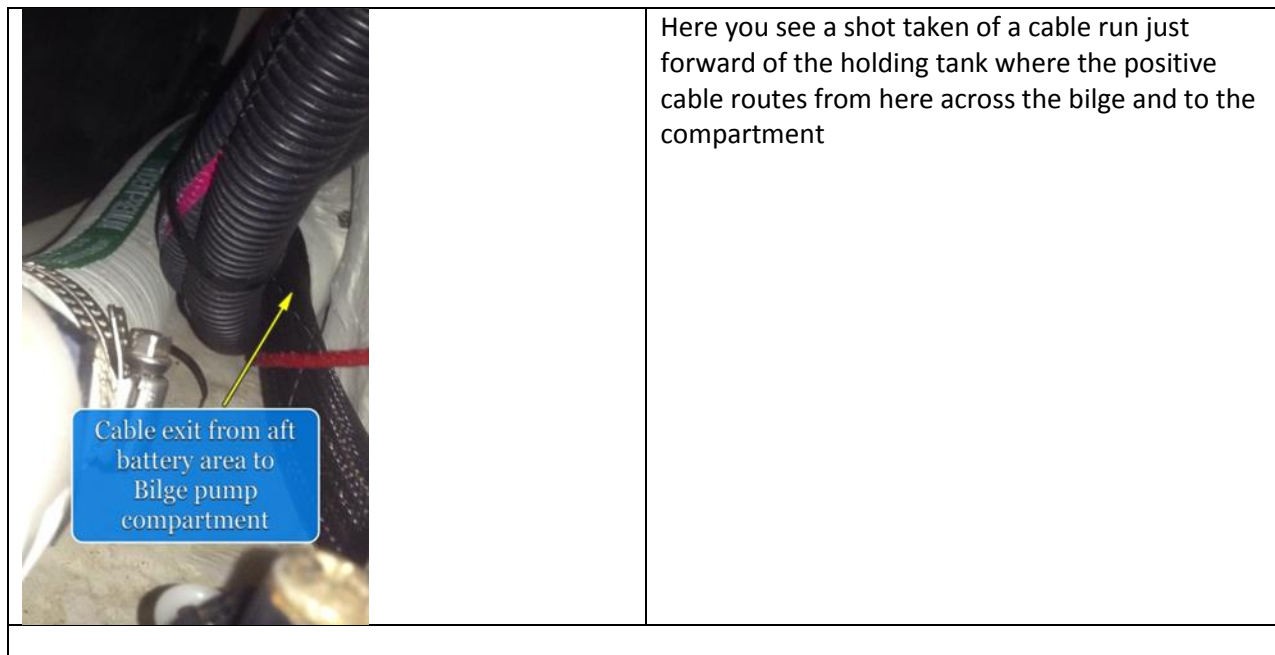 Cable exit from aft
battery area to
Bilge pump
compartment
Here you see a shot taken of a cable run just
forward of the holding tank where the positive
cable routes from here across the bilge and to the
compartment